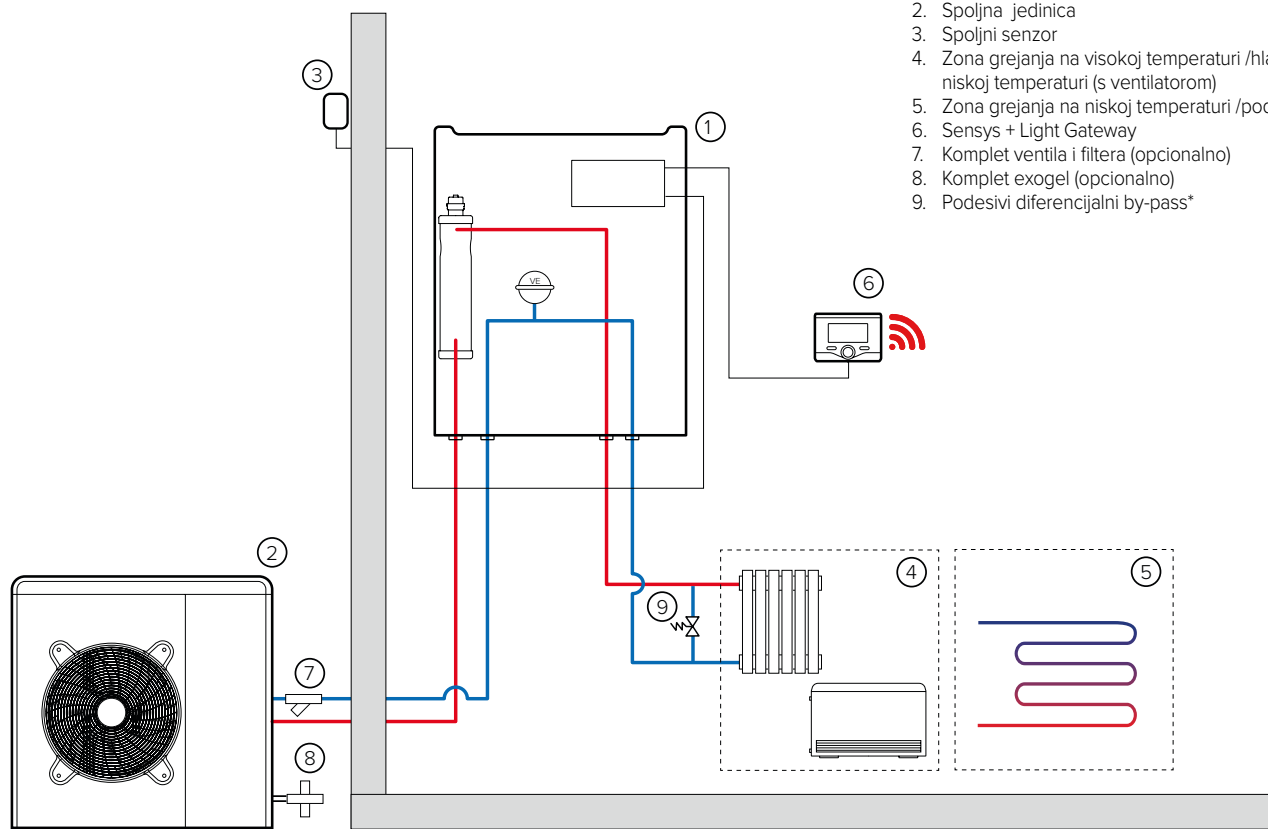 2. Spoljna jedinica
3. Spoljni senzor
4. Zona grejanja na visokoj temperaturi /hla
niskoj temperaturi (s ventilatorom)
5. Zona grejanja na niskoj temperaturi /pod
6. Sensys + Light Gateway
7. Komplet ventila i filtera (opcionalno)
8. Komplet exogel (opcionalno)
9. Podesivi diferencijalni by-pass*
3
1
VE
6
2
4
5
9
7
8